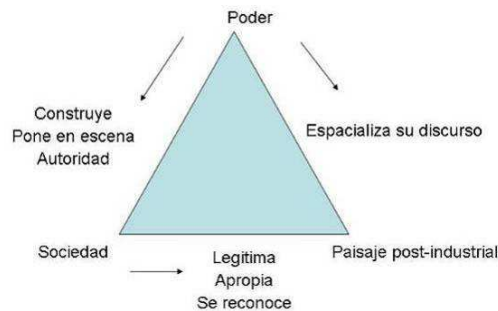 Poder
Construye
Pone en escena
Autoridad
Espacializa su discurso
Sociedad
Legitima
Apropia
Se reconoce
Paisaje post-industrial